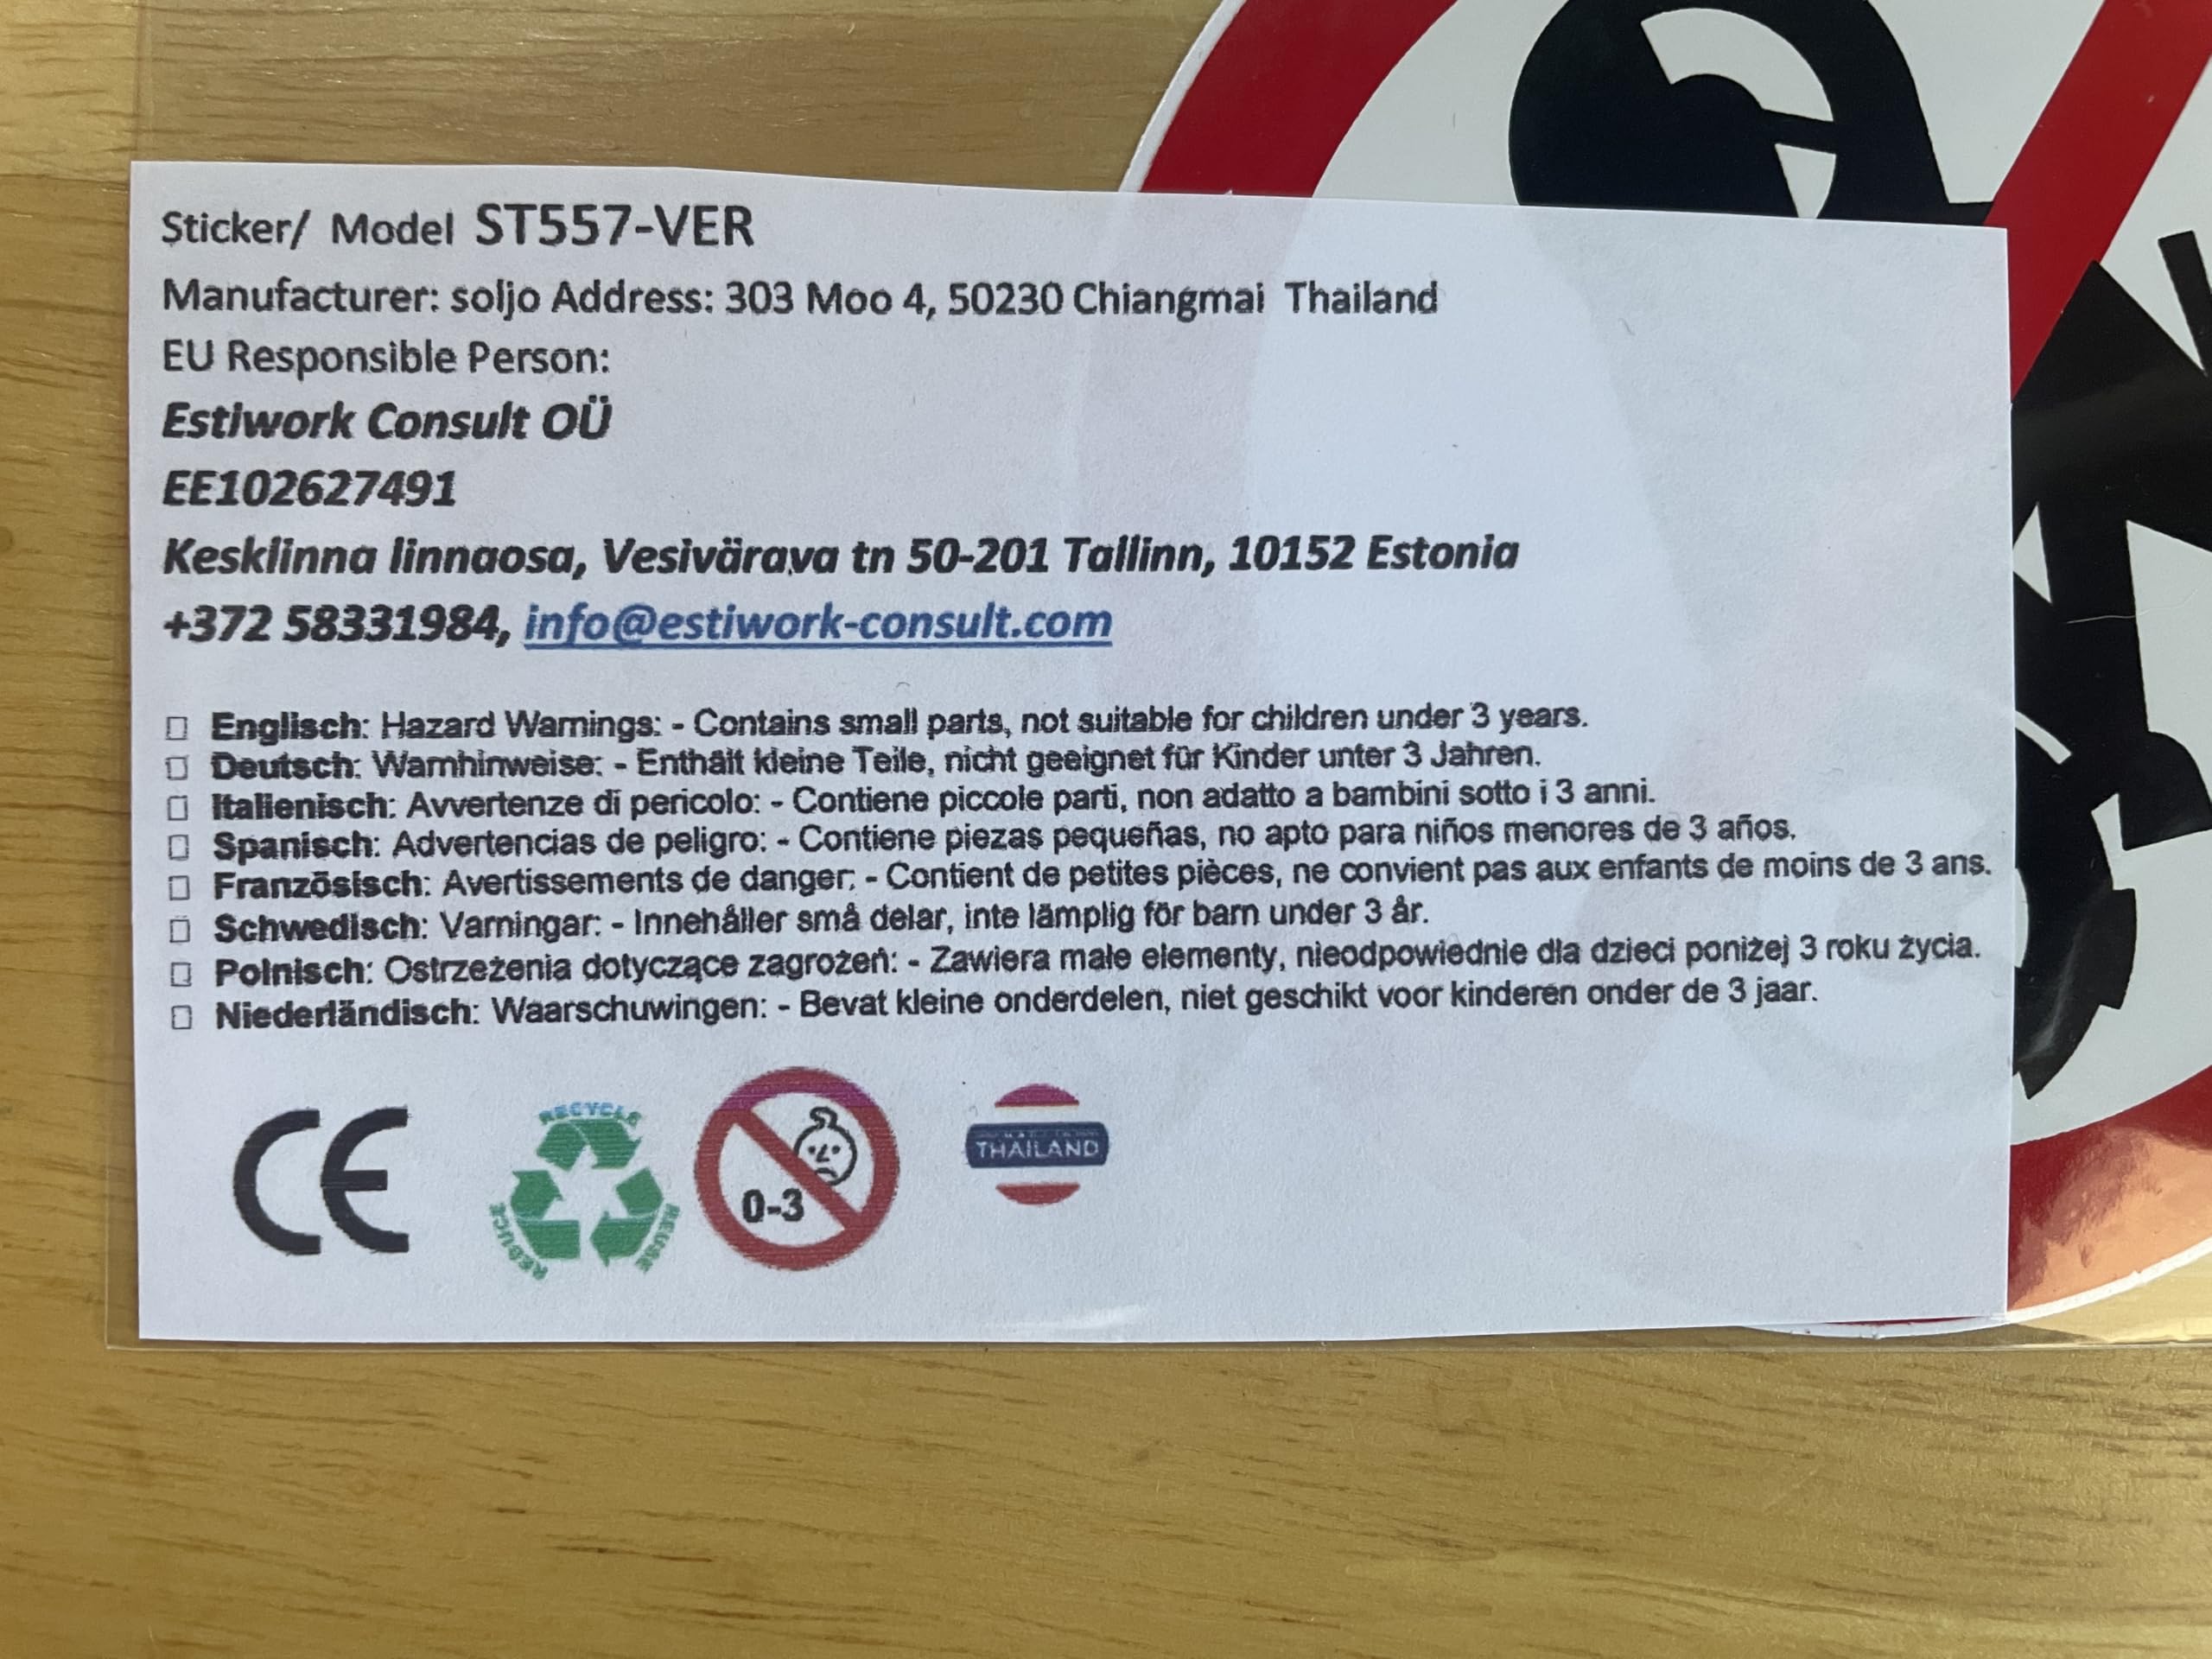 Sticker/ Model ST557-VER
Manufacturer: soljo Address: 303 Moo 4, 50230 Chiangmai Thailand
EU Responsible Person:
Estiwork Consult OÜ
EE102627491
Kesklinna linnaosa, Vesivärava tn 50-201 Tallinn, 10152 Estonia
+372 58331984, info@estiwork-consult.com
Englisch: Hazard Warnings: - Contains small parts, not suitable for children under 3 years.
Deutsch: Warnhinweise: - Enthält kleine Teile, nicht geeignet für Kinder unter 3 Jahren.
Italienisch: Avvertenze di pericolo: - Contiene piccole parti, non adatto a bambini sotto i 3 anni.
Spanisch: Advertencias de peligro: - Contiene piezas pequeñas, no apto para niños menores de 3 años.
Französisch: Avertissements de danger: - Contient de petites pièces, ne convient pas aux enfants de moins de 3 ans.
Schwedisch: Varningar: - Innehåller små delar, inte lämplig för barn under 3 år.
Polnisch: Ostrzeżenia dotyczące zagrożeń: - Zawiera małe elementy, nieodpowiednie dla dzieci poniżej 3 roku życia.
Niederländisch: Waarschuwingen: - Bevat kleine onderdelen, niet geschikt voor kinderen onder de 3 jaar.
CE
RECYCLE
REDUCE
REUSE
0-3
THAILAND